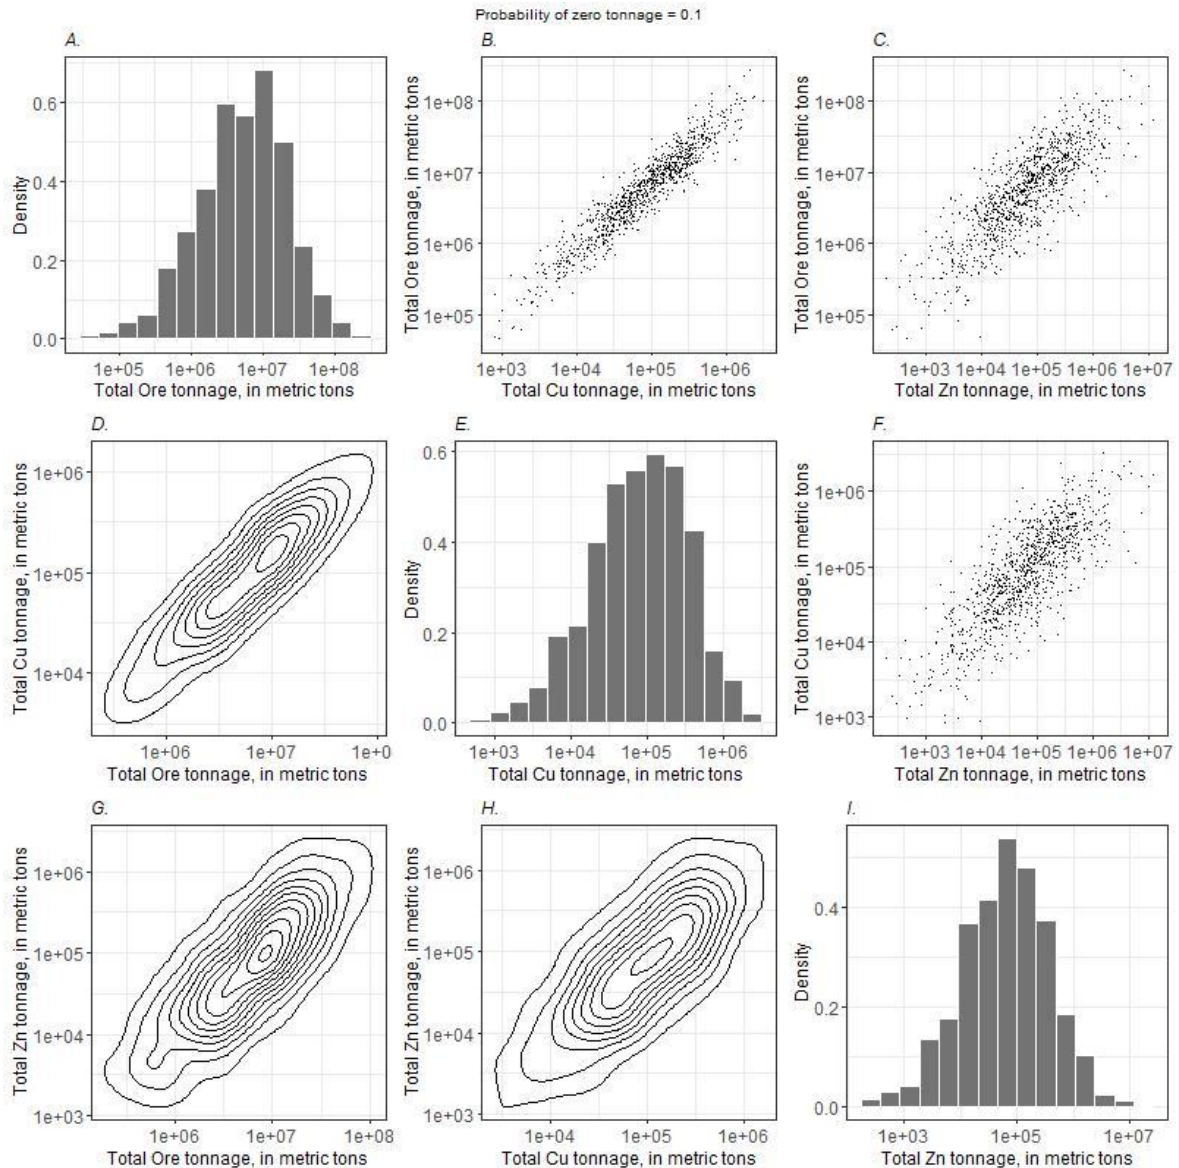 Probability of zero tonnage = 0.1
A.
B.
C.
Density
0.6
0.4
0.2
0.0
1e+05
1e+06
1e+07
1e+08
Total Ore tonnage, in metric tons
Total Ore tonnage, in metric tons
1e+08
1e+07
1e+06
1e+05
1e+03
1e+04
1e+05
1e+06
Total Cu tonnage, in metric tons
Total Ore tonnage, in metric tons
1e+08
1e+07
1e+06
1e+05
1e+03
1e+04
1e+05
1e+06
1e+07
Total Zn tonnage, in metric tons
D.
E.
F.
Total Cu tonnage, in metric tons
1e+06
1e+05
1e+04
1e+06
1e+07
1e+0
Total Ore tonnage, in metric tons
Density
0.6
0.4
0.2
0.0
1e+03
1e+04
1e+05
1e+06
Total Cu tonnage, in metric tons
Total Cu tonnage, in metric tons
1e+06
1e+05
1e+04
1e+03
1e+03
1e+04
1e+05
1e+06
1e+07
Total Zn tonnage, in metric tons
G.
H.
I.
Total Zn tonnage, in metric tons
1e+06
1e+05
1e+04
1e+03
1e+06
1e+07
1e+08
Total Ore tonnage, in metric tons
Total Zn tonnage, in metric tons
1e+06
1e+05
1e+04
1e+03
1e+04
1e+05
1e+06
Total Cu tonnage, in metric tons
Density
0.4
0.2
0.0
1e+03
1e+05
1e+07
Total Zn tonnage, in metric tons